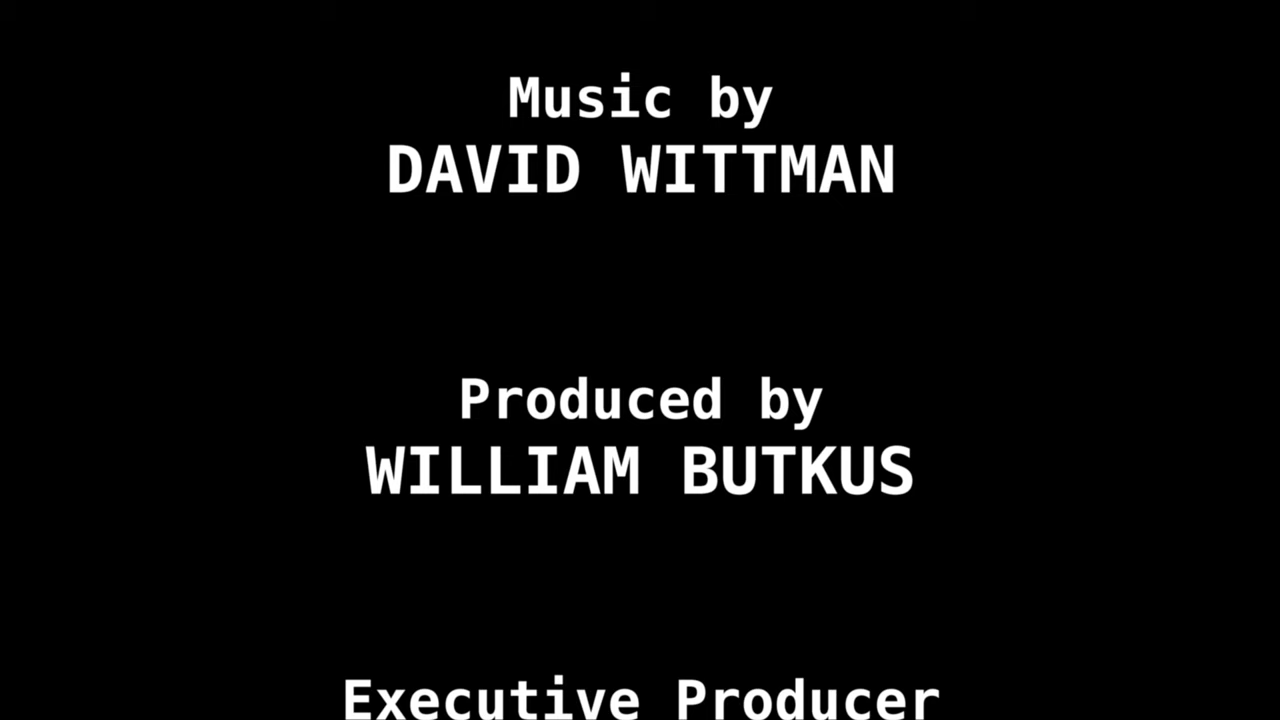 Music by
DAVID WITTMAN
Produced by
WILLIAM BUTKUS
Executive Producer